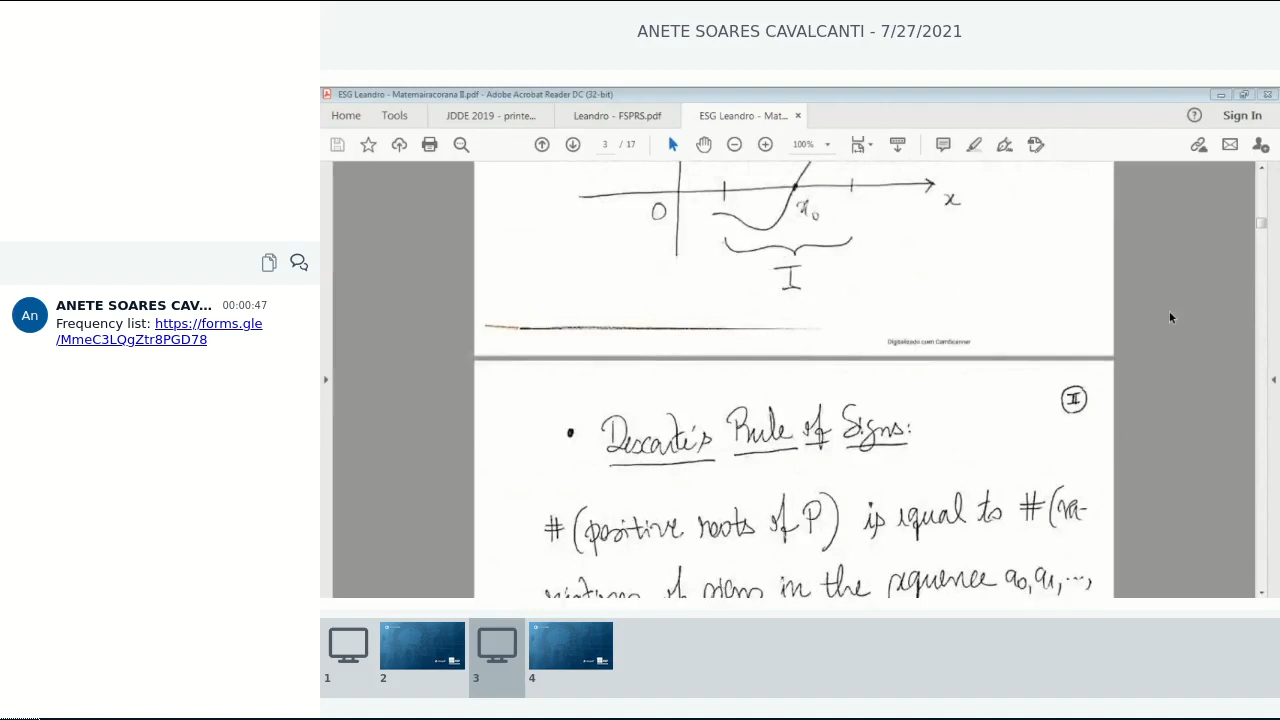 ANETE SOARES CAVALCANTI - 7/27/2021
ESG Leandro - Matemairacorana II.pdf - Adobe Acrobat Reader DC (32-bit)
Home Tools JDDE 2019 - printe... Leandro - FSPRS.pdf ESG Leandro - Mat... × Sign In
3 / 17 100%
0 x₀ x
I
Digitalizado com CamScanner
II
• Descarte's Rule of Signs:
#(positive roots of P) is equal to #(va-
riations of signs in the sequence a₀, a₁, ...,
An ANETE SOARES CAV... 00:00:47
Frequency list: https://forms.gle
/MmeC3LQgZtr8PGD78
1 2 3 4